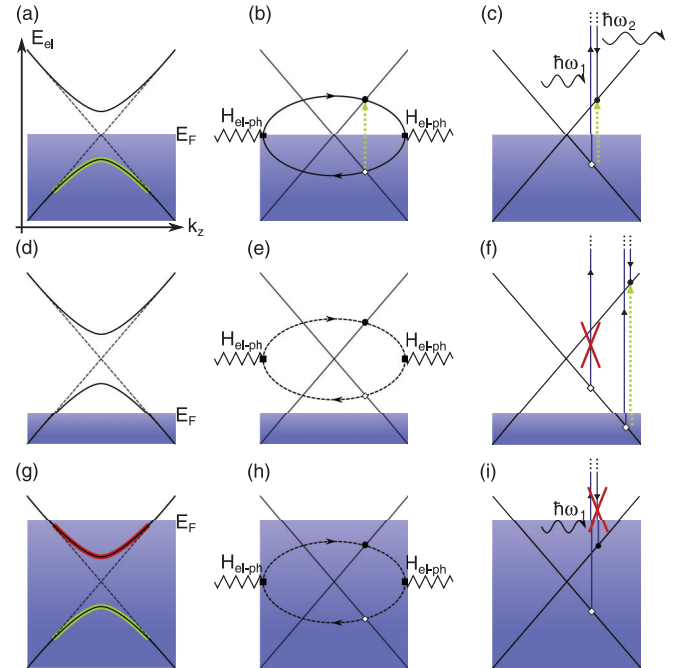 (a) (b) (c)
E_el
E_F
k_z
H_el-ph H_el-ph
ħω_1
ħω_2
(d) (e) (f)
E_F
H_el-ph H_el-ph
(g) (h) (i)
E_F
H_el-ph H_el-ph
ħω_1